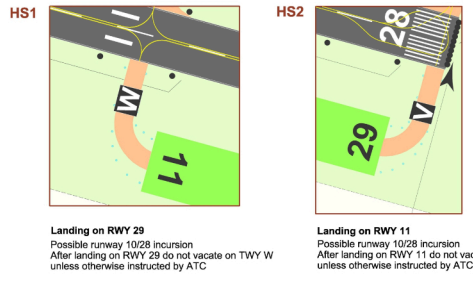 HS1
HS2
28
W
V
11
29
Landing on RWY 29
Possible runway 10/28 incursion
After landing on RWY 29 do not vacate on TWY W
unless otherwise instructed by ATC
Landing on RWY 11
Possible runway 10/28 incursion
After landing on RWY 11 do not vac
unless otherwise instructed by ATC